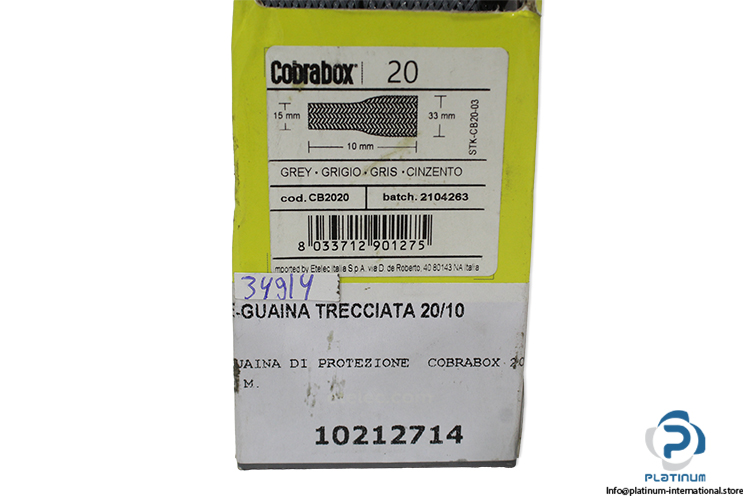 Cobrabox 20
15 mm
33 mm
10 mm
STK-CB20-03
GREY · GRIGIO · GRIS · CINZENTO
cod. CB2020 batch. 2104263
8 033712 901275
Imported by Etelec Italia S.p.A. via D. de Roberto, 40 80143 NA Italia
349/4
E-GUAINA TRECCIATA 20/10
UAINA DI PROTEZIONE COBRABOX 20
M.
10212714
PLATINUM
Info@platinum-international.store